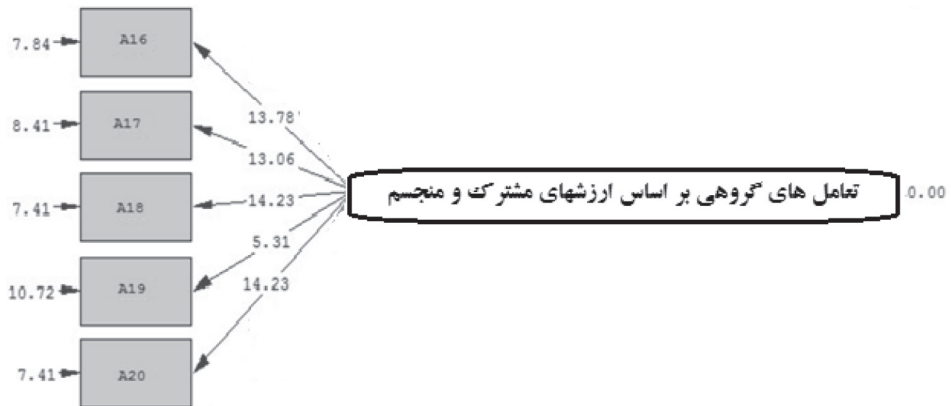 7.84 A16
13.78
8.41 A17
13.06
7.41 A18
14.23
تعامل های گروهی بر اساس ارزشهای مشترک و منجسم
0.00
5.31
10.72 A19
14.23
7.41 A20